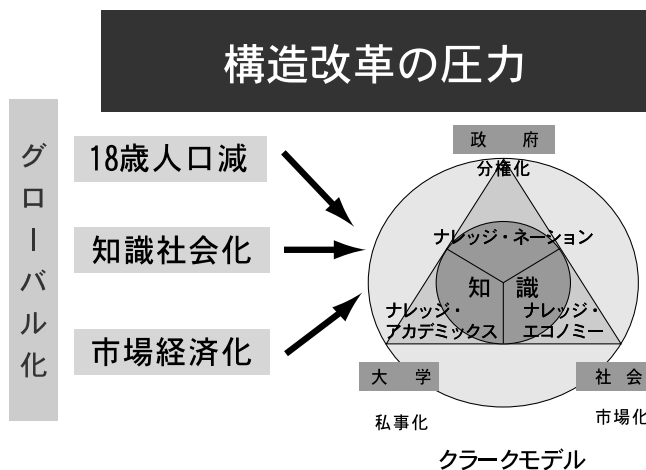 構造改革の圧力
グローバル化
18歳人口減
知識社会化
市場経済化
政 府
分権化
ナレッジ・ネーション
知 識
ナレッジ・
アカデミックス
ナレッジ・
エコノミー
大 学
私事化
社 会
市場化
クラークモデル